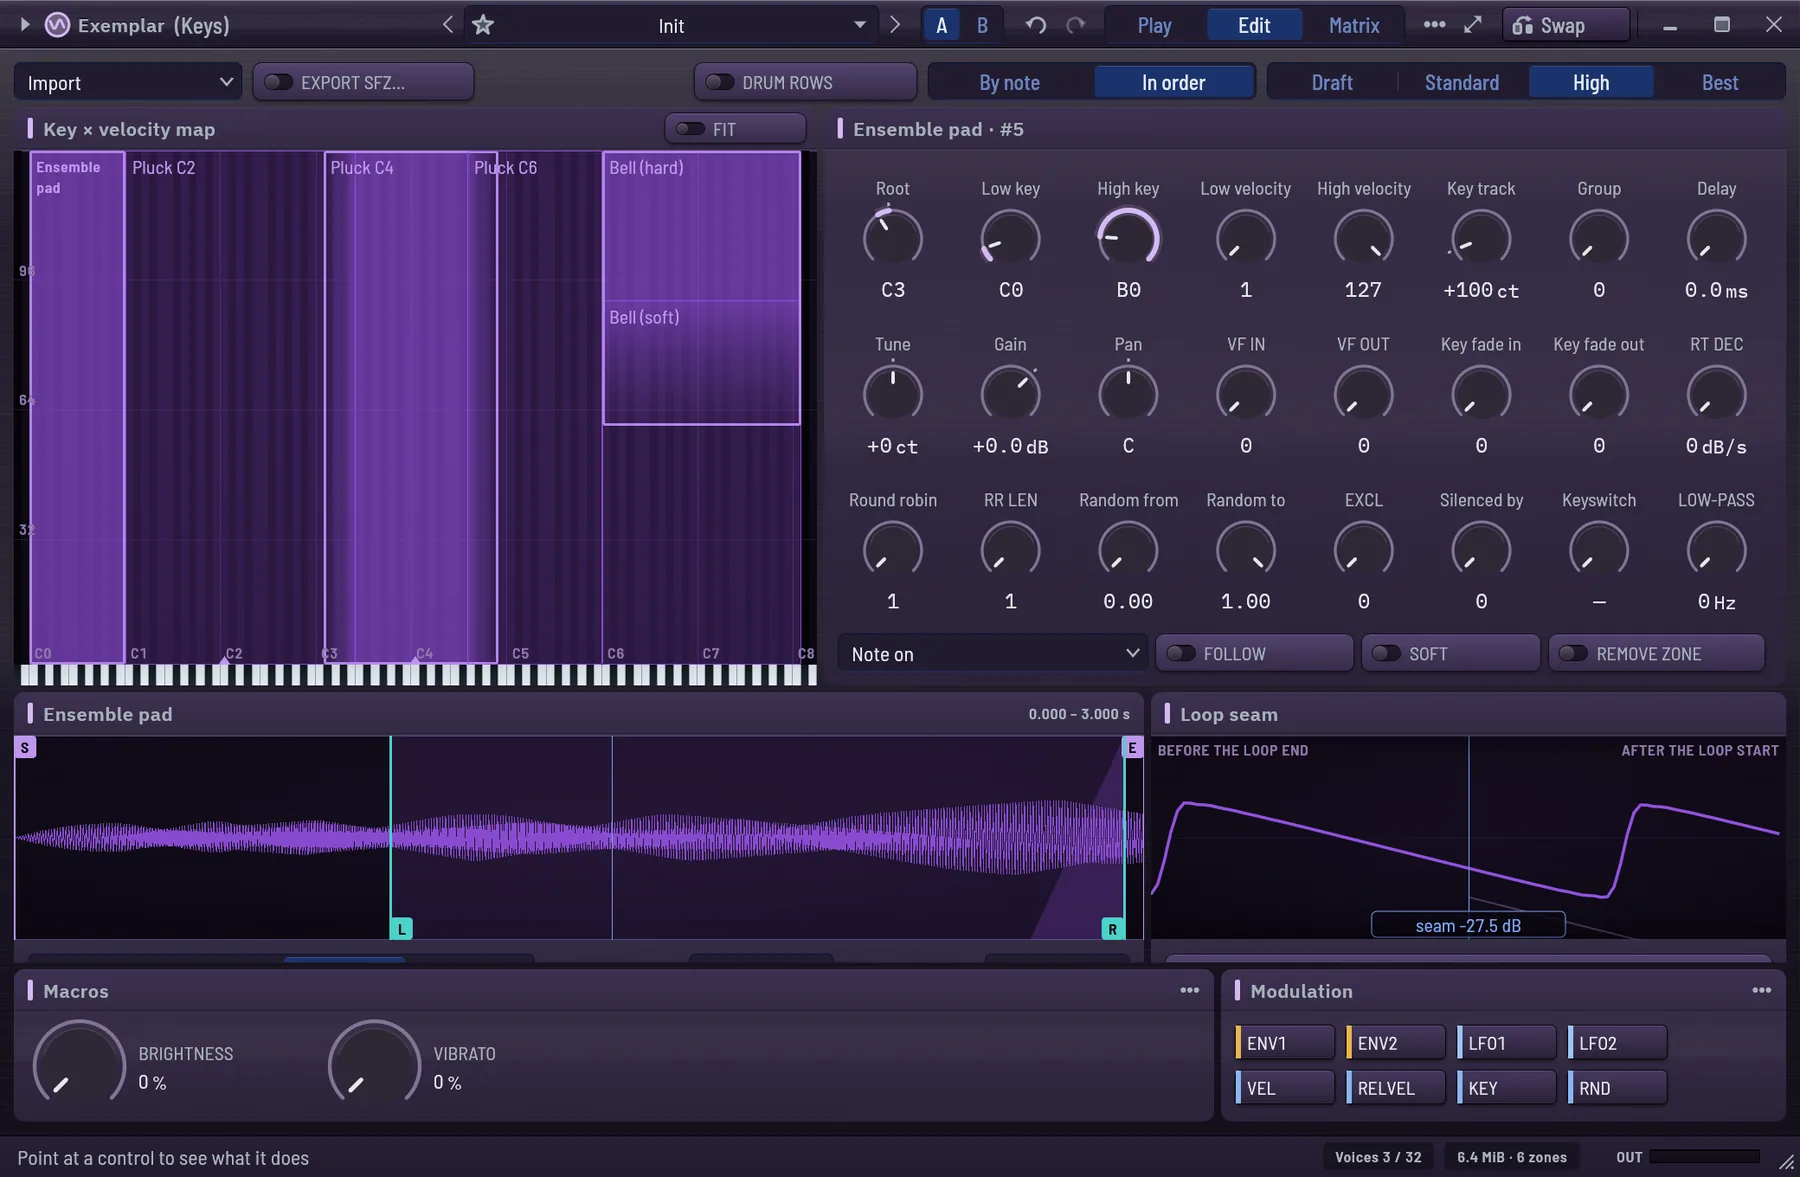 Exemplar (Keys)
Init
A
B
Play
Edit
Matrix
Swap
Import
EXPORT SFZ...
DRUM ROWS
By note
In order
Draft
Standard
High
Best
Key × velocity map
FIT
Ensemble pad · #5
Ensemble
pad
Pluck C2
Pluck C4
Pluck C6
Bell (hard)
Bell (soft)
96
64
32
C0
C1
C2
C3
C4
C5
C6
C7
C8
Root
Low key
High key
Low velocity
High velocity
Key track
Group
Delay
C3
C0
B0
1
127
+100 ct
0
0.0 ms
Tune
Gain
Pan
VF IN
VF OUT
Key fade in
Key fade out
RT DEC
+0 ct
+0.0 dB
C
0
0
0
0
0 dB/s
Round robin
RR LEN
Random from
Random to
EXCL
Silenced by
Keyswitch
LOW-PASS
1
1
0.00
1.00
0
0
—
0 Hz
Note on
FOLLOW
SOFT
REMOVE ZONE
Ensemble pad
0.000 – 3.000 s
S
E
L
R
Loop seam
BEFORE THE LOOP END
AFTER THE LOOP START
seam -27.5 dB
Macros
BRIGHTNESS
0 %
VIBRATO
0 %
Modulation
ENV1
ENV2
LFO1
LFO2
VEL
RELVEL
KEY
RND
Point at a control to see what it does
Voices 3 / 32
6.4 MiB · 6 zones
OUT